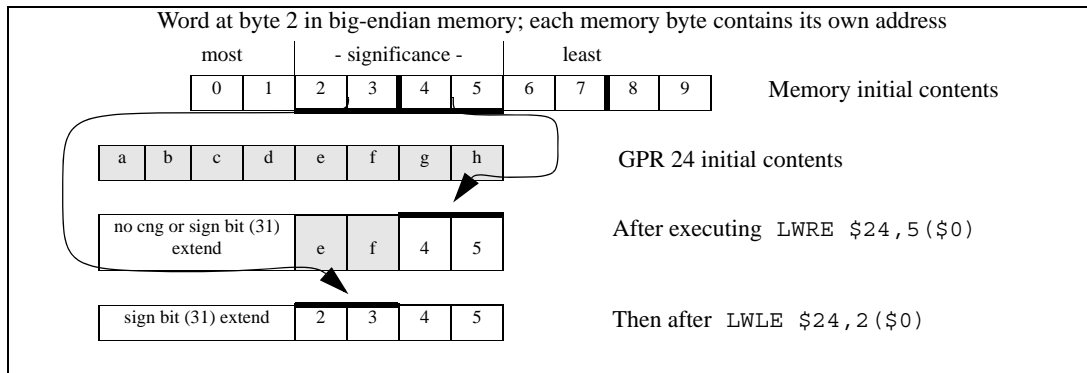 Word at byte 2 in big-endian memory; each memory byte contains its own address
most - significance - least
0 1 2 3 4 5 6 7 8 9 Memory initial contents
a b c d e f g h GPR 24 initial contents
no cng or sign bit (31)
extend e f 4 5 After executing LWRE $24,5($0)
sign bit (31) extend 2 3 4 5 Then after LWLE $24,2($0)